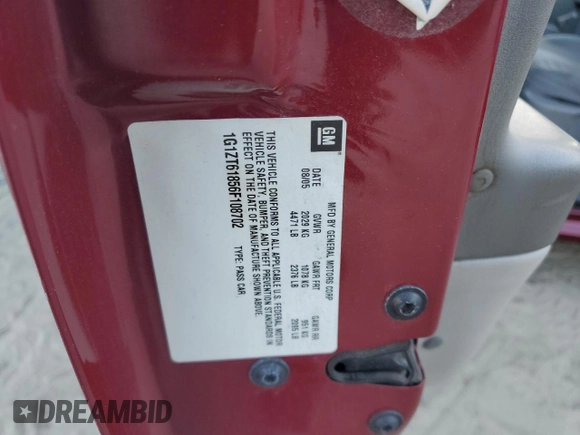 GM
MFD BY GENERAL MOTORS CORP
DATE GVWR GAWR FRT GAWR RR
08/05 2029 KG 1078 KG 951 KG
4471 LB 2376 LB 2095 LB
THIS VEHICLE CONFORMS TO ALL APPLICABLE U.S. FEDERAL MOTOR
VEHICLE SAFETY, BUMPER, AND THEFT PREVENTION STANDARDS IN
EFFECT ON THE DATE OF MANUFACTURE SHOWN ABOVE.
1G1ZT61856F108702 TYPE: PASS CAR
DREAMBID